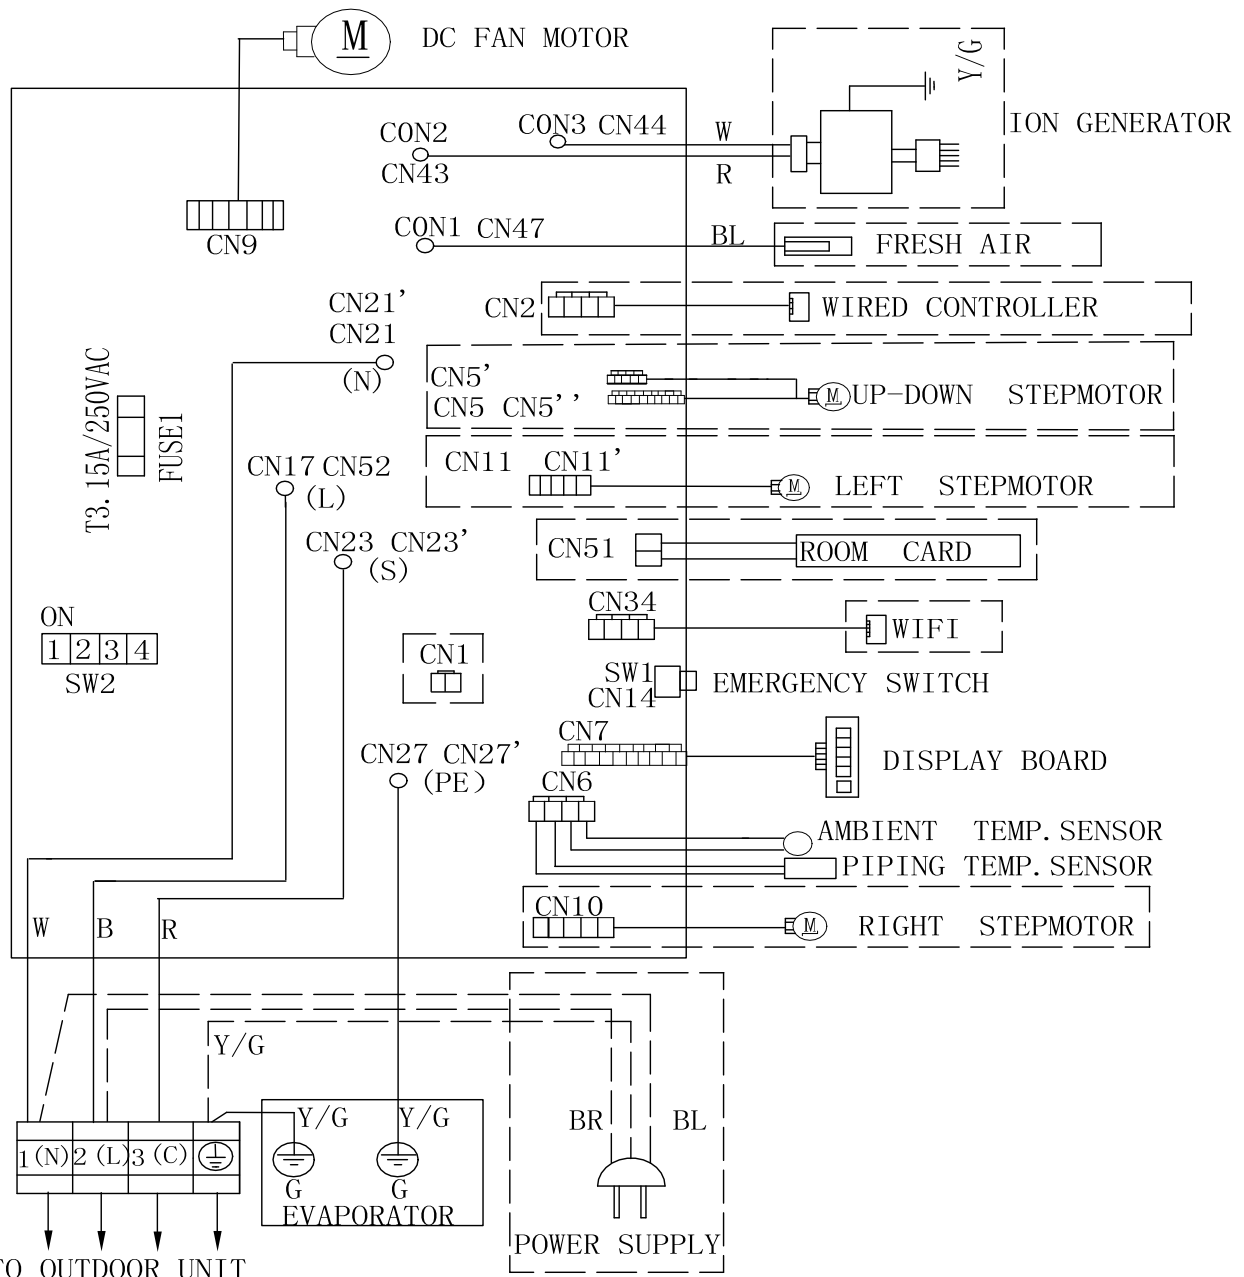 M DC FAN MOTOR
Y/G
ION GENERATOR
CON2 CON3 CN44 W
CN43 R
CN9
CON1 CN47 BL FRESH AIR
CN21'
CN21
(N)
CN2 WIRED CONTROLLER
T3.15A/250VAC
FUSE1
CN5'
CN5 CN5'' M UP-DOWN STEPMOTOR
CN17 CN52
(L)
CN11 CN11' M LEFT STEPMOTOR
CN23 CN23'
(S)
CN51 ROOM CARD
ON
1 2 3 4
SW2
CN34 WIFI
CN1
SW1
CN14 EMERGENCY SWITCH
CN7 DISPLAY BOARD
CN27 CN27'
(PE)
CN6
AMBIENT TEMP.SENSOR
PIPING TEMP.SENSOR
CN10 M RIGHT STEPMOTOR
W B R
Y/G
Y/G Y/G
BR BL
1(N) 2(L) 3(C)
G G
EVAPORATOR
POWER SUPPLY
TO OUTDOOR UNIT